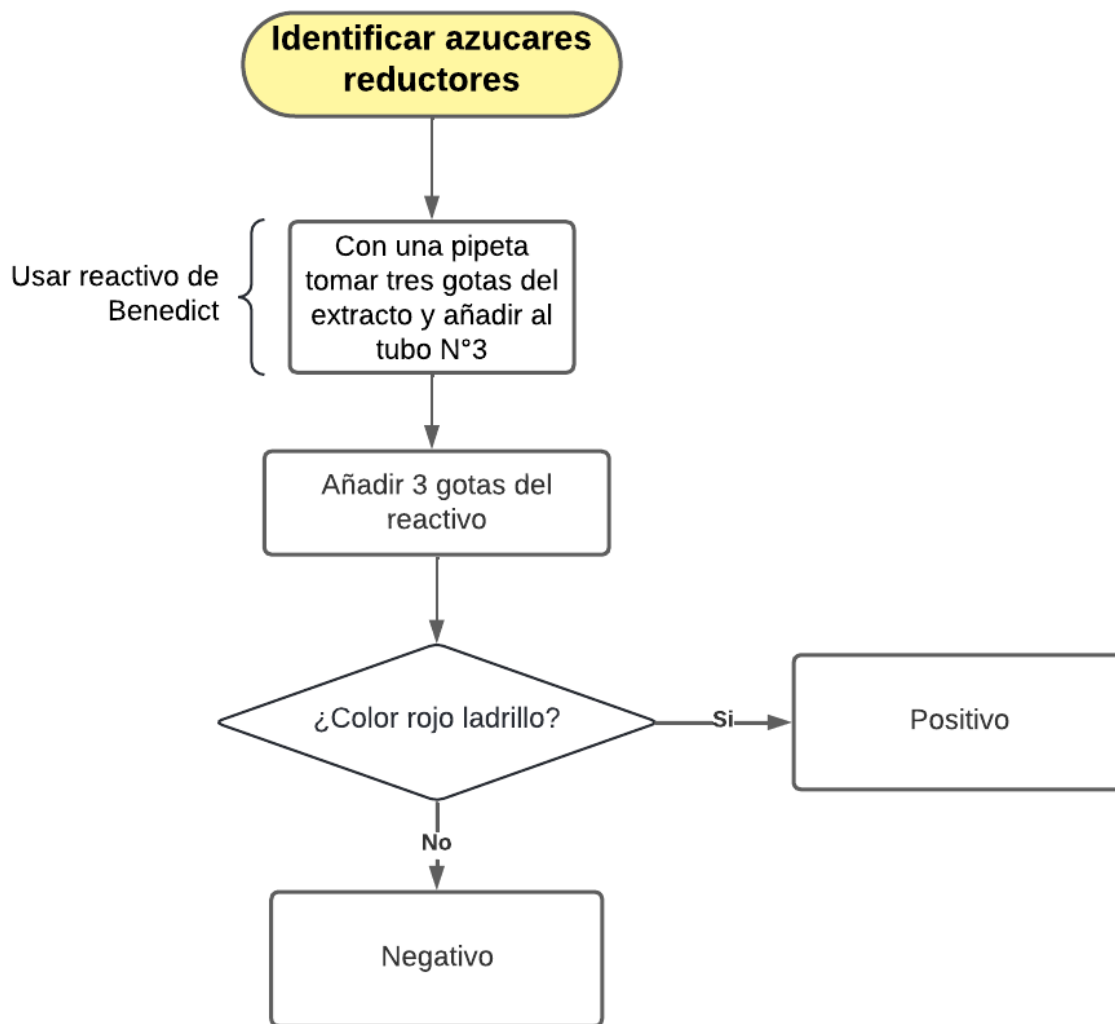 Identificar azucares
reductores
Usar reactivo de
Benedict
Con una pipeta
tomar tres gotas del
extracto y añadir al
tubo N°3
Añadir 3 gotas del
reactivo
¿Color rojo ladrillo?
Si
Positivo
No
Negativo